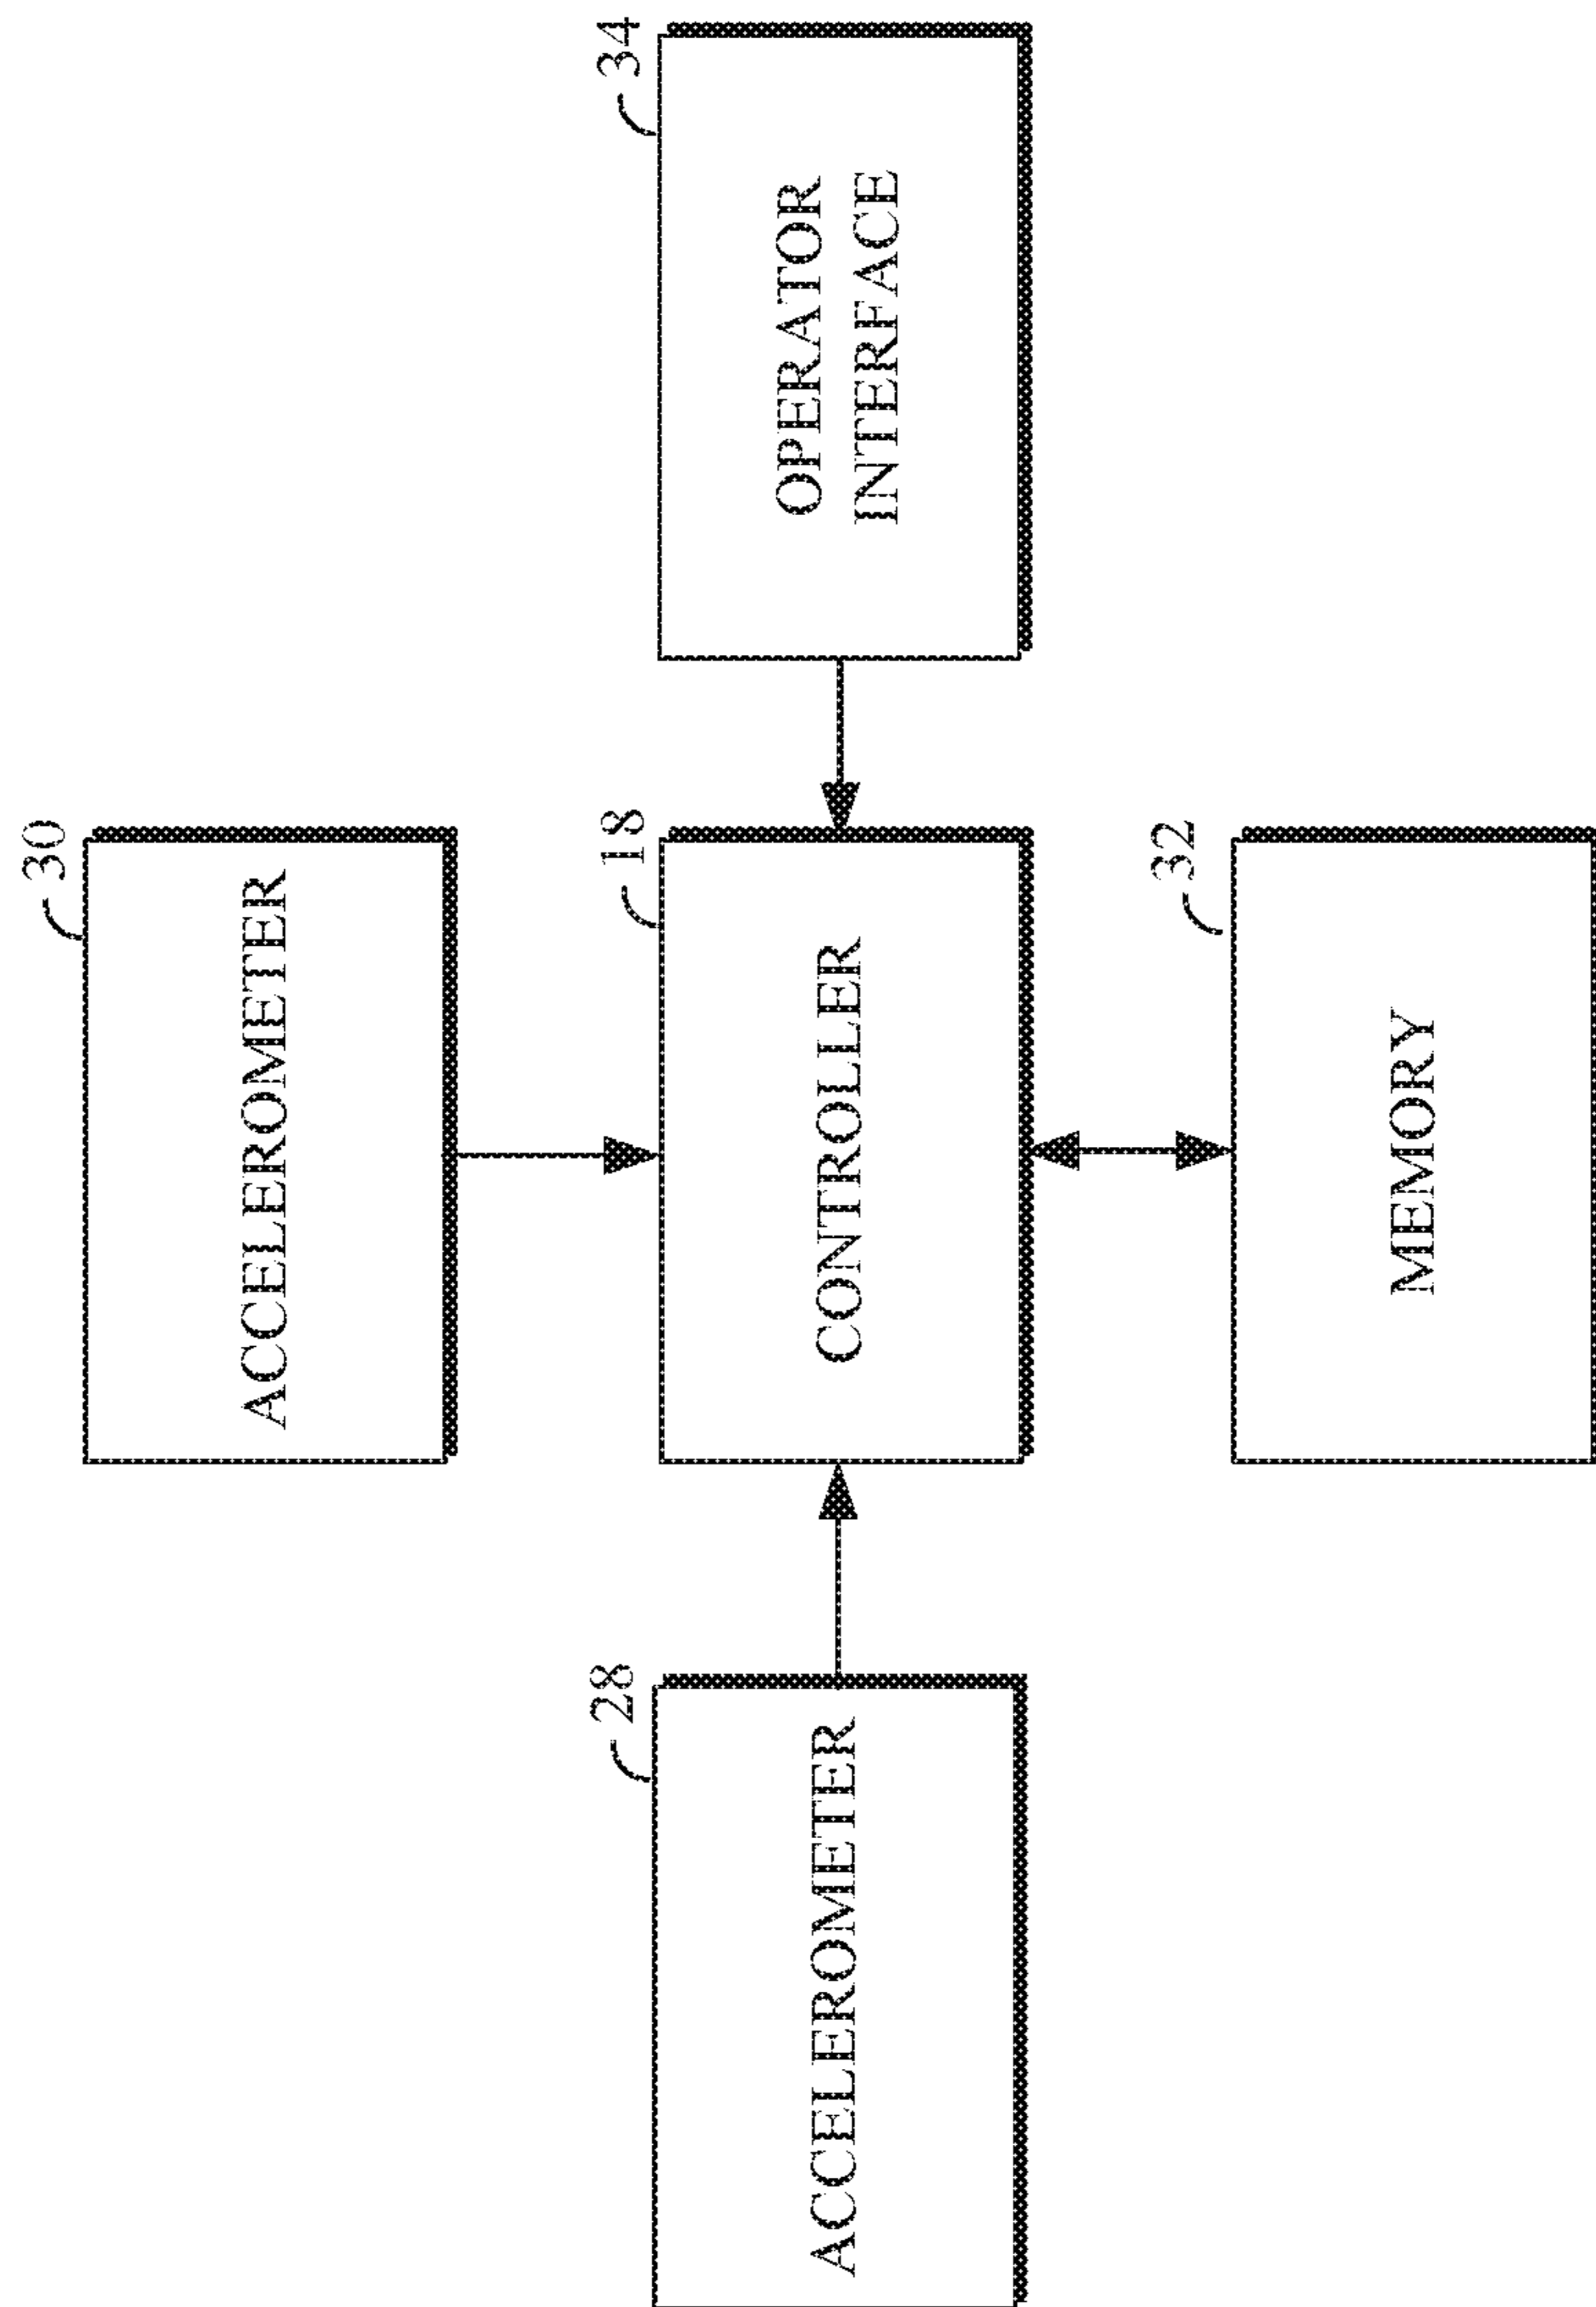 30
ACCELEROMETER
28
ACCELEROMETER
18
CONTROLLER
34
OPERATOR
INTERFACE
32
MEMORY